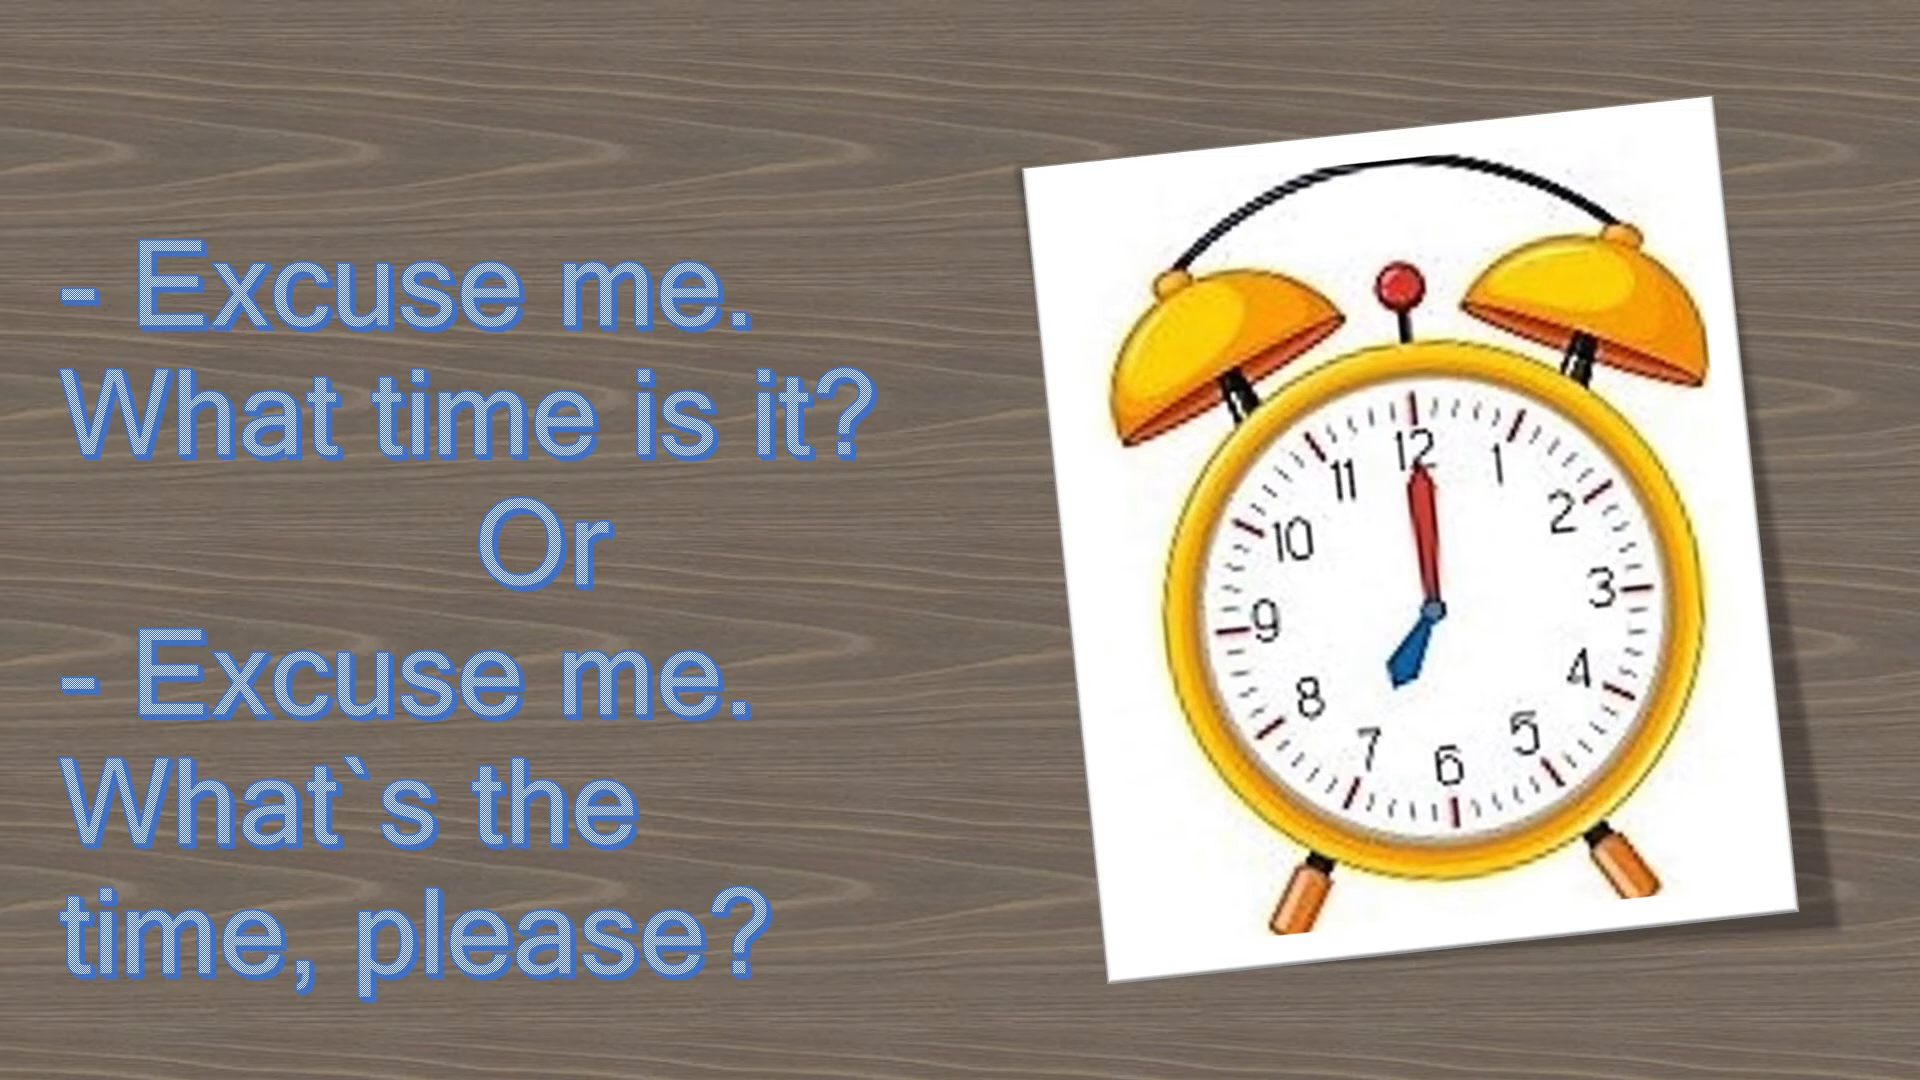 - Excuse me.
What time is it?
Or
- Excuse me.
What`s the
time, please?
12
1
2
3
4
5
6
7
8
9
10
11